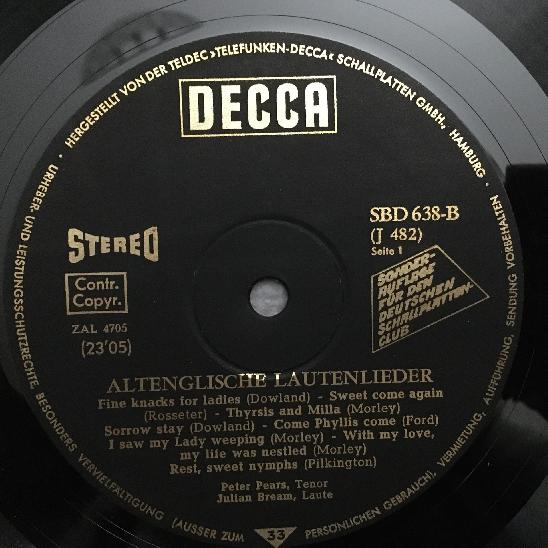 · HERGESTELLT VON DER TELDEC »TELEFUNKEN-DECCA« SCHALLPLATTEN GMBH., HAMBURG ·
DECCA
STEREO
Contr.
Copyr.
ZAL 4705
(23'05)
SBD 638-B
(J 482)
Seite 1
SONDER-
AUFLAGE
FÜR DEN
DEUTSCHEN
SCHALLPLATTEN-
CLUB
ALTENGLISCHE LAUTENLIEDER
Fine knacks for ladies (Dowland) - Sweet come again
(Rosseter) - Thyrsis and Milla (Morley)
Sorrow stay (Dowland) - Come Phyllis come (Ford)
I saw my Lady weeping (Morley) - With my love,
my life was nestled (Morley)
Rest, sweet nymphs (Pilkington)
Peter Pears, Tenor
Julian Bream, Laute
URHEBER- UND LEISTUNGSSCHUTZRECHTE, BESONDERS VERVIELFÄLTIGUNG (AUSSER ZUM PERSÖNLICHEN GEBRAUCH), VERMIETUNG, AUFFÜHRUNG, SENDUNG VORBEHALTEN
33